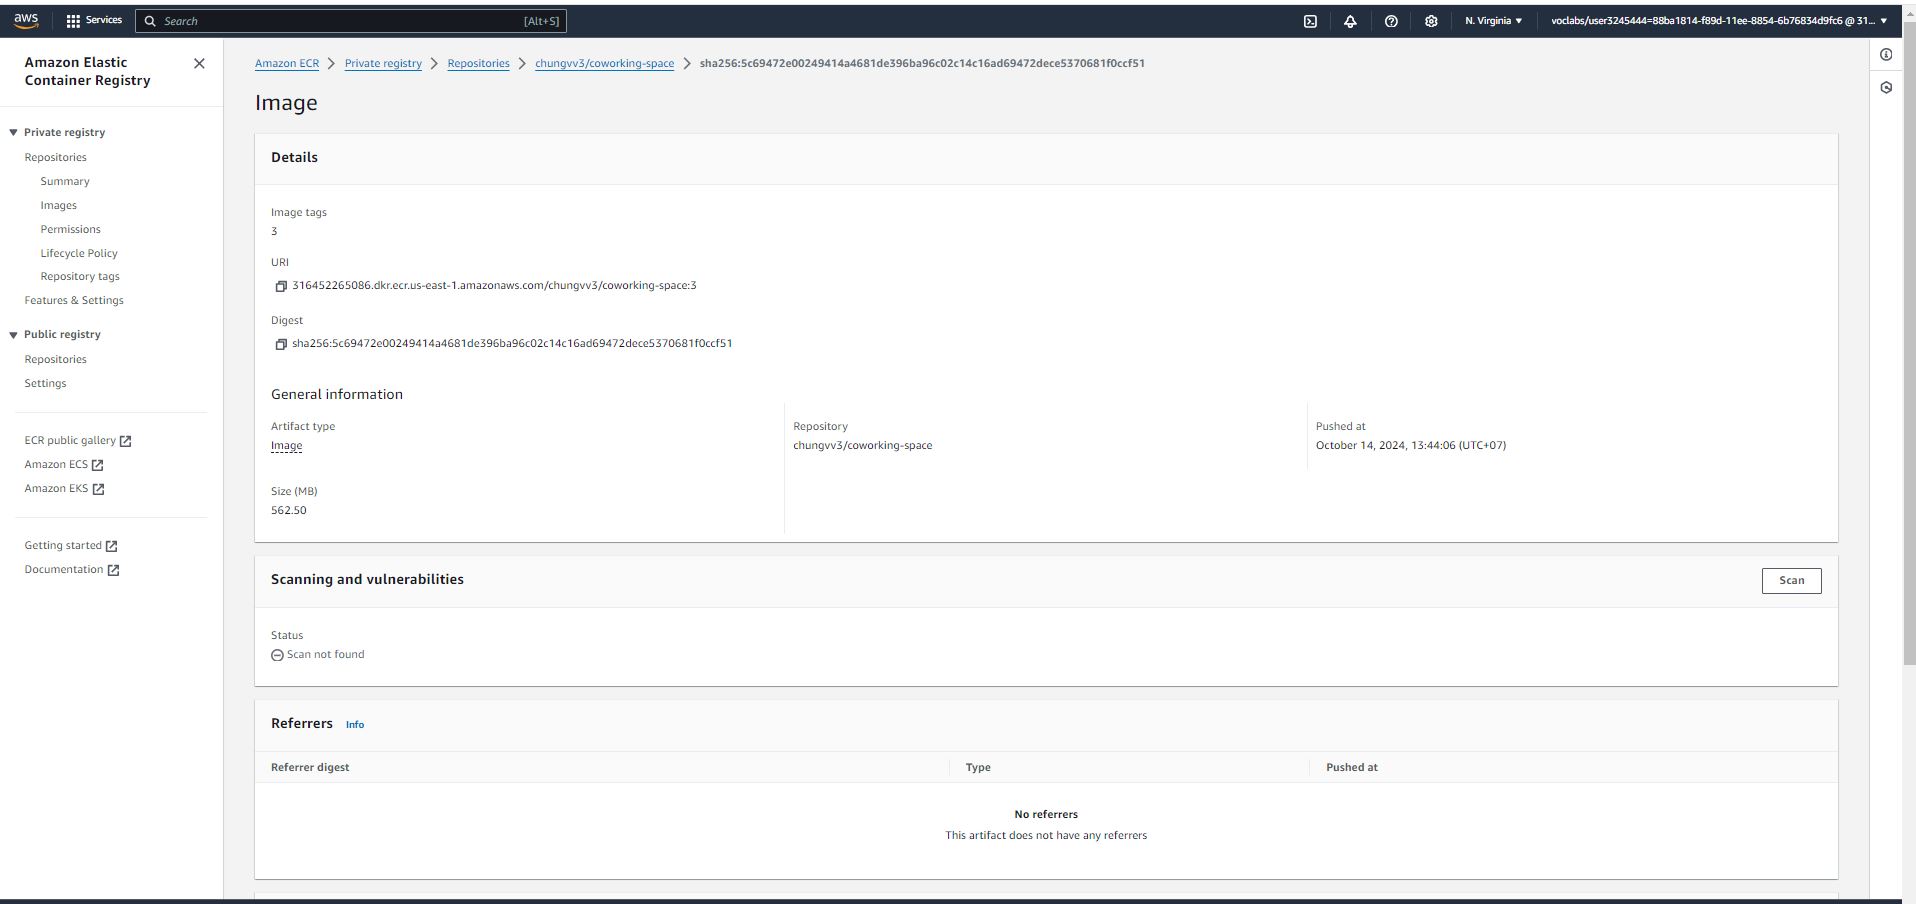 aws
Services
Search
[Alt+S]
N. Virginia
voclabs/user3245444=88ba1814-f89d-11ee-8854-6b76834d9fc6 @ 31...
Amazon Elastic
Container Registry
Private registry
Repositories
Summary
Images
Permissions
Lifecycle Policy
Repository tags
Features & Settings
Public registry
Repositories
Settings
ECR public gallery
Amazon ECS
Amazon EKS
Getting started
Documentation
Amazon ECR
Private registry
Repositories
chungvv3/coworking-space
sha256:5c69472e00249414a4681de396ba96c02c14c16ad69472dece5370681f0ccf51
Image
Details
Image tags
3
URI
316452265086.dkr.ecr.us-east-1.amazonaws.com/chungvv3/coworking-space:3
Digest
sha256:5c69472e00249414a4681de396ba96c02c14c16ad69472dece5370681f0ccf51
General information
Artifact type
Image
Repository
chungvv3/coworking-space
Pushed at
October 14, 2024, 13:44:06 (UTC+07)
Size (MB)
562.50
Scanning and vulnerabilities
Scan
Status
Scan not found
Referrers
Info
Referrer digest
Type
Pushed at
No referrers
This artifact does not have any referrers